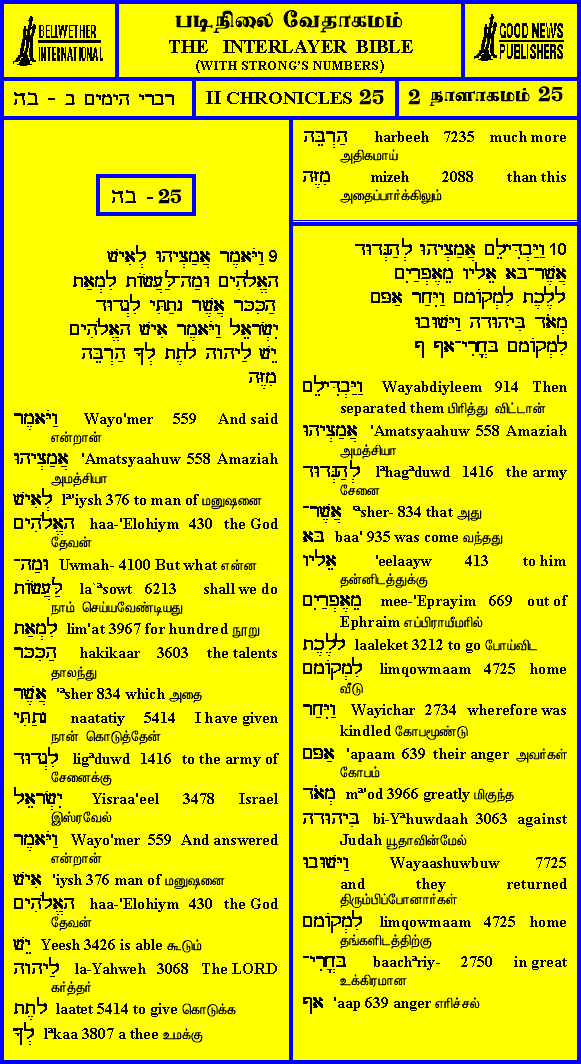 BELLWETHER
INTERNATIONAL
படிநிலை வேதாகமம்
THE INTERLAYER BIBLE
(WITH STRONG'S NUMBERS)
GOOD NEWS
PUBLISHERS
דברי הימים ב - בה
II CHRONICLES 25
2 நாளாகமம் 25
בה - 25
9 וַיֹּאמֶר אֲמַצְיָהוּ לְאִישׁ
הָאֱלֹהִים וּמַה־לַּעֲשׂוֹת לִמְאַת
הַכִּכָּר אֲשֶׁר נָתַתִּי לִגְדוּד
יִשְׂרָאֵל וַיֹּאמֶר אִישׁ הָאֱלֹהִים
יֵשׁ לַיהוָה לָתֶת לְךָ הַרְבֵּה
מִזֶּה
וַיֹּאמֶר Wayo'mer 559 And said
என்றான்
אֲמַצְיָהוּ 'Amatsyaahuw 558 Amaziah
அமத்சியா
לְאִישׁ lª'iysh 376 to man of மனுஷனை
הָאֱלֹהִים haa-'Elohiym 430 the God
தேவன்
וּמַה־ Uwmah- 4100 But what என்ன
לַּעֲשׂוֹת la`ªsowt 6213 shall we do
நாம் செய்யவேண்டியது
לִמְאַת lim'at 3967 for hundred நூறு
הַכִּכָּר hakikaar 3603 the talents
தாலந்து
אֲשֶׁר 'ªsher 834 which அதை
נָתַתִּי naatatiy 5414 I have given
நான் கொடுத்தேன்
לִגְדוּד ligªduwd 1416 to the army of
சேனைக்கு
יִשְׂרָאֵל Yisraa'eel 3478 Israel
இஸ்ரவேல்
וַיֹּאמֶר Wayo'mer 559 And answered
என்றான்
אִישׁ 'iysh 376 man of மனுஷனை
הָאֱלֹהִים haa-'Elohiym 430 the God
தேவன்
יֵשׁ Yeesh 3426 is able கூடும்
לַיהוָה la-Yahweh 3068 The LORD
கர்த்தர்
לָתֶת laatet 5414 to give கொடுக்க
לְךָ lªkaa 3807 a thee உமக்கு
הַרְבֵּה harbeeh 7235 much more
அதிகமாய்
מִזֶּה mizeh 2088 than this
அதைப்பார்க்கிலும்
10 וַיַּבְדִּילֵם אֲמַצְיָהוּ לְהַגְּדוּד
אֲשֶׁר־בָּא אֵלָיו מֵאֶפְרַיִם
לָלֶכֶת לִמְקוֹמָם וַיִּחַר אַפָּם
מְאֹד בִּיהוּדָה וַיָּשׁוּבוּ
לִמְקוֹמָם בָּחֳרִי־אָף ף
וַיַּבְדִּילֵם Wayabdiyleem 914 Then
separated them பிரித்து விட்டான்
אֲמַצְיָהוּ 'Amatsyaahuw 558 Amaziah
அமத்சியா
לְהַגְּדוּד lªhagªduwd 1416 the army
சேனை
אֲשֶׁר־ 'ªsher- 834 that அது
בָּא baa' 935 was come வந்தது
אֵלָיו 'eelaayw 413 to him
தன்னிடத்துக்கு
מֵאֶפְרַיִם mee-'Eprayim 669 out of
Ephraim எப்பிராயீமரில்
לָלֶכֶת laaleket 3212 to go போய்விட
לִמְקוֹמָם limqowmaam 4725 home
வீடு
וַיִּחַר Wayichar 2734 wherefore was
kindled கோபமூண்டு
אַפָּם 'apaam 639 their anger அவர்கள்
கோபம்
מְאֹד mª'od 3966 greatly மிகுந்த
בִּיהוּדָה bi-Yªhuwdaah 3063 against
Judah யூதாவின்மேல்
וַיָּשׁוּבוּ Wayaashuwbuw 7725
and they returned
திரும்பிப்போனார்கள்
לִמְקוֹמָם limqowmaam 4725 home
தங்களிடத்திற்கு
בָּחֳרִי־ baachªriy- 2750 in great
உக்கிரமான
אָף 'aap 639 anger எரிச்சல்